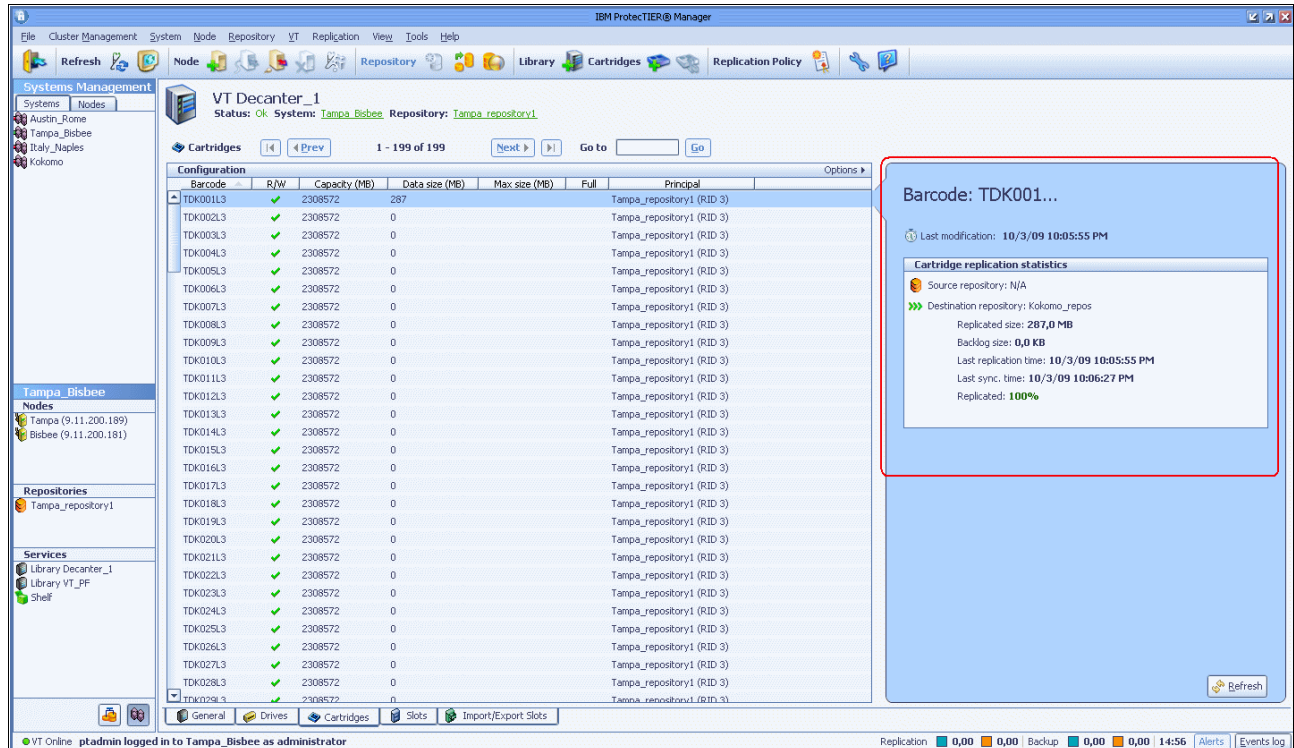 IBM ProtecTIER® Manager
File Cluster Management System Node Repository VT Replication View Tools Help
Refresh Node Repository Library Cartridges Replication Policy
Systems Management
Systems Nodes
Austin_Rome
Tampa_Bisbee
Italy_Naples
Kokomo
Tampa_Bisbee
Nodes
Tampa (9.11.200.189)
Bisbee (9.11.200.181)
Repositories
Tampa_repository1
Services
Library Decanter_1
Library VT_PF
Shelf
VT Decanter_1
Status: Ok System: Tampa_Bisbee Repository: Tampa_repository1
Cartridges Prev 1 - 199 of 199 Next Go to Go
Configuration Options
Barcode R/W Capacity (MB) Data size (MB) Max size (MB) Full Principal
TDK001L3 2308572 287 Tampa_repository1 (RID 3)
TDK002L3 2308572 0 Tampa_repository1 (RID 3)
TDK003L3 2308572 0 Tampa_repository1 (RID 3)
TDK004L3 2308572 0 Tampa_repository1 (RID 3)
TDK005L3 2308572 0 Tampa_repository1 (RID 3)
TDK006L3 2308572 0 Tampa_repository1 (RID 3)
TDK007L3 2308572 0 Tampa_repository1 (RID 3)
TDK008L3 2308572 0 Tampa_repository1 (RID 3)
TDK009L3 2308572 0 Tampa_repository1 (RID 3)
TDK010L3 2308572 0 Tampa_repository1 (RID 3)
TDK011L3 2308572 0 Tampa_repository1 (RID 3)
TDK012L3 2308572 0 Tampa_repository1 (RID 3)
TDK013L3 2308572 0 Tampa_repository1 (RID 3)
TDK014L3 2308572 0 Tampa_repository1 (RID 3)
TDK015L3 2308572 0 Tampa_repository1 (RID 3)
TDK016L3 2308572 0 Tampa_repository1 (RID 3)
TDK017L3 2308572 0 Tampa_repository1 (RID 3)
TDK018L3 2308572 0 Tampa_repository1 (RID 3)
TDK019L3 2308572 0 Tampa_repository1 (RID 3)
TDK020L3 2308572 0 Tampa_repository1 (RID 3)
TDK021L3 2308572 0 Tampa_repository1 (RID 3)
TDK022L3 2308572 0 Tampa_repository1 (RID 3)
TDK023L3 2308572 0 Tampa_repository1 (RID 3)
TDK024L3 2308572 0 Tampa_repository1 (RID 3)
TDK025L3 2308572 0 Tampa_repository1 (RID 3)
TDK026L3 2308572 0 Tampa_repository1 (RID 3)
TDK027L3 2308572 0 Tampa_repository1 (RID 3)
TDK028L3 2308572 0 Tampa_repository1 (RID 3)
TDK029L3 2308572 0 Tampa_repository1 (RID 3)
General Drives Cartridges Slots Import/Export Slots
Barcode: TDK001...
Last modification: 10/3/09 10:05:55 PM
Cartridge replication statistics
Source repository: N/A
Destination repository: Kokomo_repos
Replicated size: 287,0 MB
Backlog size: 0,0 KB
Last replication time: 10/3/09 10:05:55 PM
Last sync. time: 10/3/09 10:06:27 PM
Replicated: 100%
Refresh
VT Online ptadmin logged in to Tampa_Bisbee as administrator
Replication 0,00 0,00 Backup 0,00 0,00 14:56 Alerts Events log